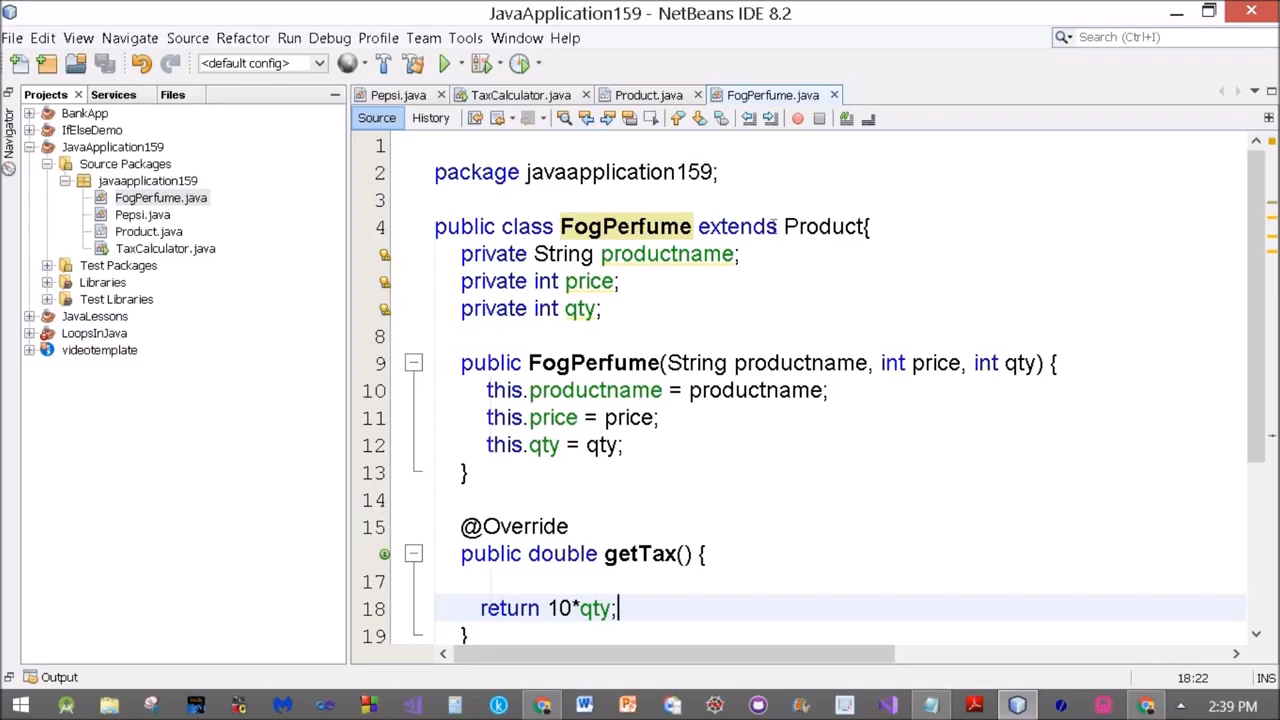 JavaApplication159 - NetBeans IDE 8.2
File Edit View Navigate Source Refactor Run Debug Profile Team Tools Window Help
Search (Ctrl+I)
<default config>
Projects Services Files
Pepsi.java TaxCalculator.java Product.java FogPerfume.java
Navigator
BankApp
IfElseDemo
JavaApplication159
Source Packages
javaapplication159
FogPerfume.java
Pepsi.java
Product.java
TaxCalculator.java
Test Packages
Libraries
Test Libraries
JavaLessons
LoopsInJava
videotemplate
Source History
1
2 package javaapplication159;
3
4 public class FogPerfume extends Product{
private String productname;
private int price;
private int qty;
8
9 public FogPerfume(String productname, int price, int qty) {
10 this.productname = productname;
11 this.price = price;
12 this.qty = qty;
13 }
14
15 @Override
public double getTax() {
17
18 return 10*qty;
19 }
Output
18:22 INS
2:39 PM